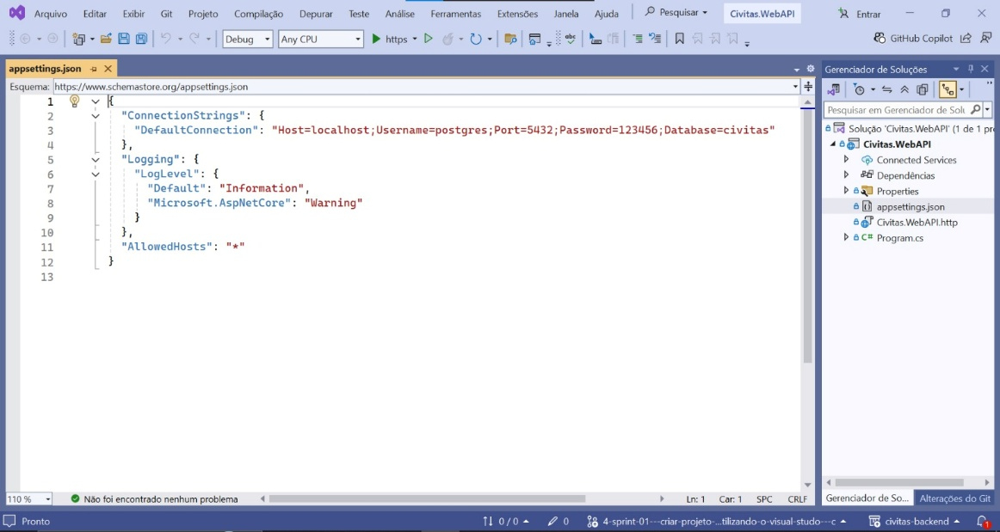 Arquivo Editar Exibir Git Projeto Compilação Depurar Teste Análise Ferramentas Extensões Janela Ajuda Pesquisar Civitas.WebAPI Entrar
Debug Any CPU https GitHub Copilot
appsettings.json
Esquema: https://www.schemastore.org/appsettings.json
1 {
2 "ConnectionStrings": {
3 "DefaultConnection": "Host=localhost;Username=postgres;Port=5432;Password=123456;Database=civitas"
4 },
5 "Logging": {
6 "LogLevel": {
7 "Default": "Information",
8 "Microsoft.AspNetCore": "Warning"
9 }
10 },
11 "AllowedHosts": "*"
12 }
13
110 % Não foi encontrado nenhum problema Ln: 1 Car: 1 SPC CRLF
Gerenciador de Soluções
Pesquisar em Gerenciador de Solu
Solução 'Civitas.WebAPI' (1 de 1 pro
Civitas.WebAPI
Connected Services
Dependências
Properties
appsettings.json
Civitas.WebAPI.http
C# Program.cs
Gerenciador de So... Alterações do Git
Pronto 0 / 0 0 4-sprint-01---criar-projeto-...tilizando-o-visual-studo---c civitas-backend 1